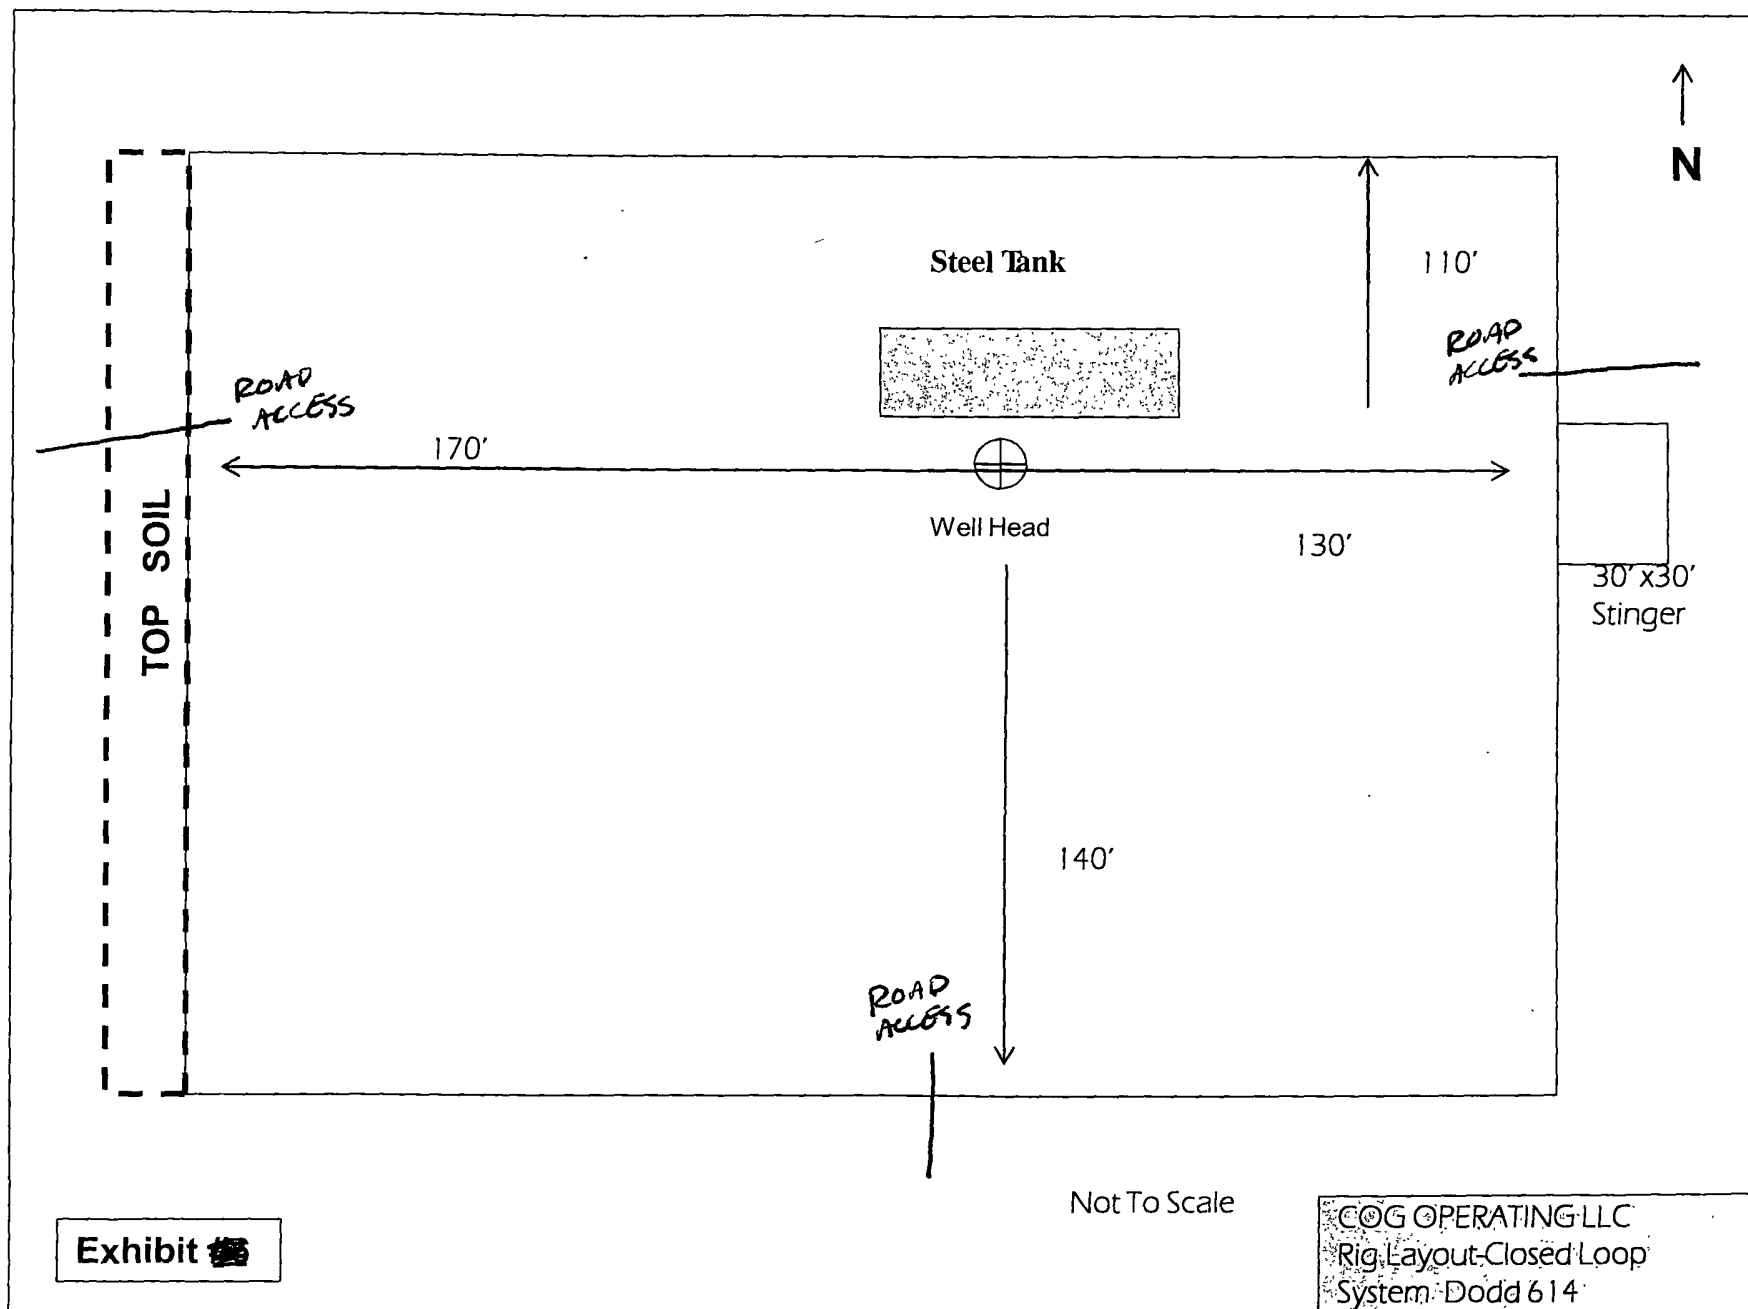 N
Steel Tank
110'
ROAD
ACCESS
ROAD
ACCESS
170'
Well Head
130'
TOP SOIL
30' x30'
Stinger
140'
ROAD
ACCESS
Not To Scale
Exhibit
COG OPERATING LLC
Rig Layout-Closed Loop
System Dodd 614